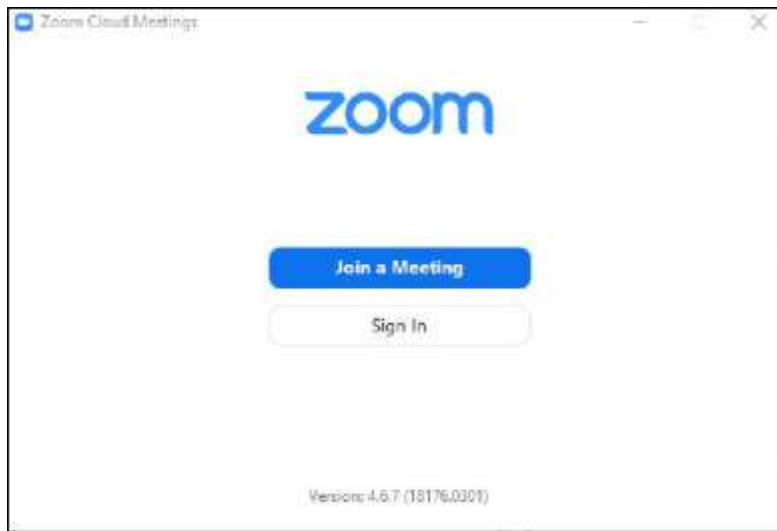 Zoom Cloud Meetings
zoom
Join a Meeting
Sign In
Version: 4.6.7 (18176.0301)